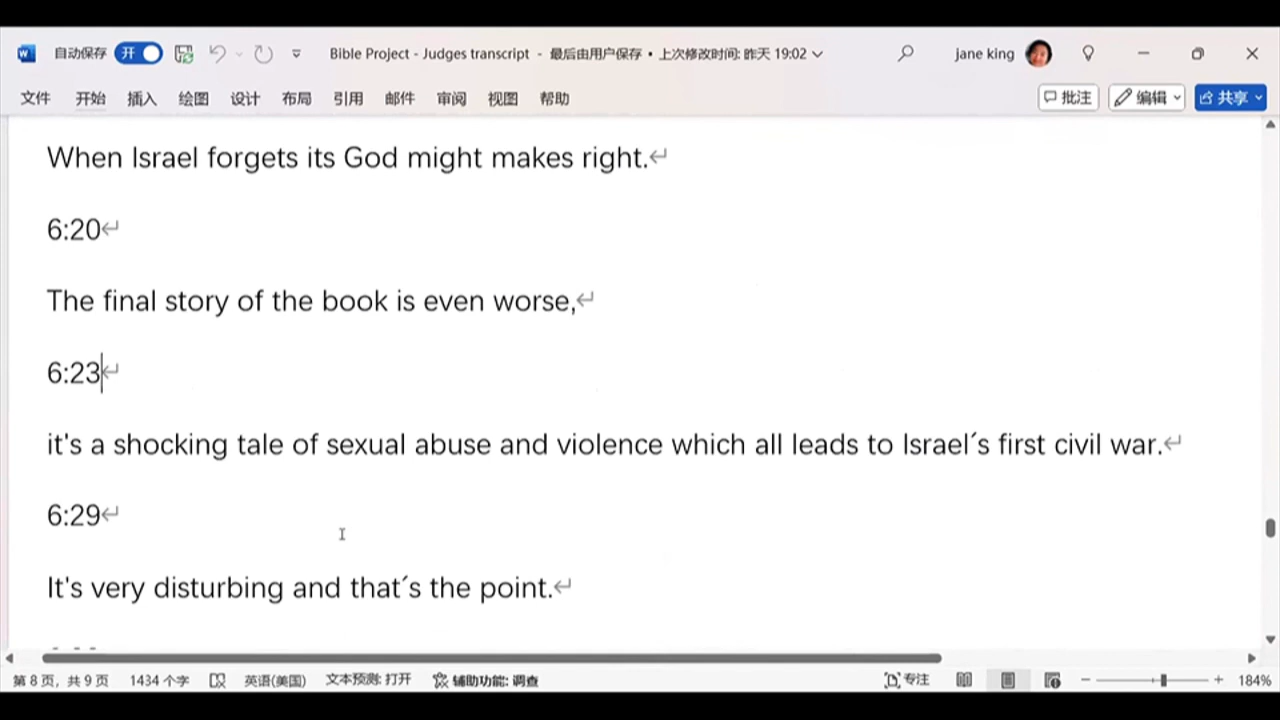 自动保存 开 Bible Project - Judges transcript - 最后由用户保存 • 上次修改时间: 昨天 19:02 jane king
文件 开始 插入 绘图 设计 布局 引用 邮件 审阅 视图 帮助 批注 编辑 共享
When Israel forgets its God might makes right.
6:20
The final story of the book is even worse,
6:23
it's a shocking tale of sexual abuse and violence which all leads to Israel´s first civil war.
6:29
It's very disturbing and that´s the point.
第 8 页，共 9 页 1434 个字 英语(美国) 文本预测: 打开 辅助功能: 调查 专注 184%